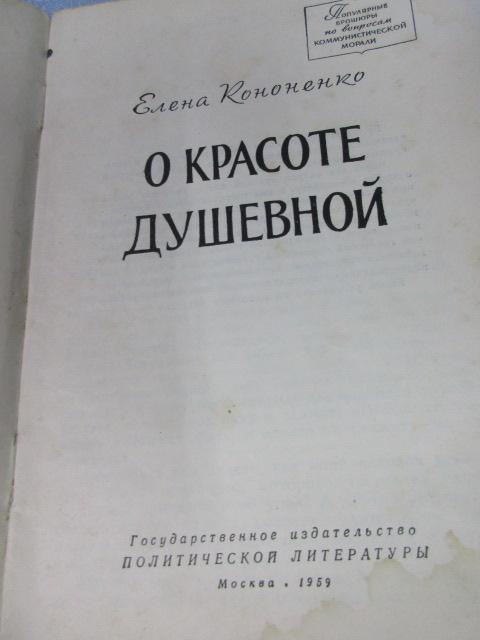 Популярные
брошюры
по вопросам
коммунистической
морали
Елена Кононенко
О КРАСОТЕ
ДУШЕВНОЙ
Государственное издательство
ПОЛИТИЧЕСКОЙ ЛИТЕРАТУРЫ
Москва • 1959